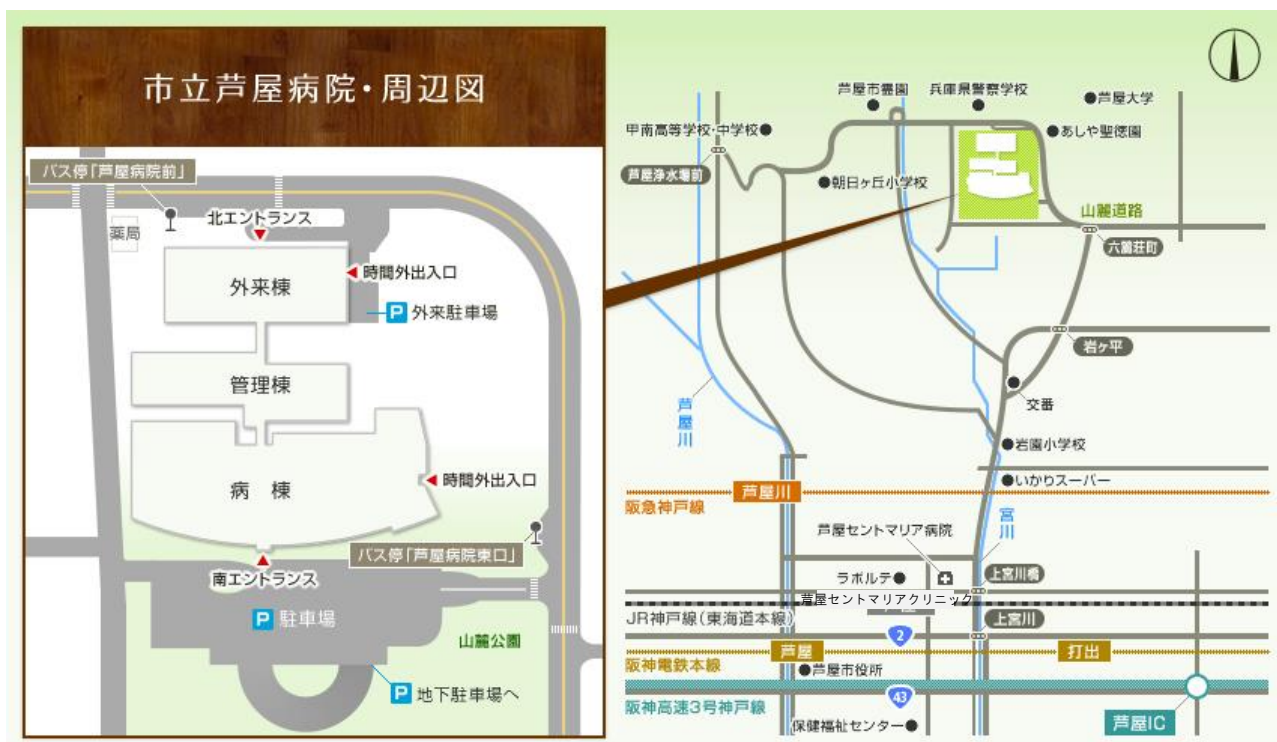 市立芦屋病院・周辺図
バス停「芦屋病院前」
薬局
北エントランス
外来棟
時間外出入口
P 外来駐車場
管理棟
病 棟
時間外出入口
バス停「芦屋病院東口」
南エントランス
P 駐車場
山麓公園
P 地下駐車場へ
芦屋市霊園
兵庫県警察学校
芦屋大学
甲南高等学校・中学校
あしや聖徳園
芦屋浄水場前
朝日ヶ丘小学校
山麓道路
六麓荘町
岩ヶ平
交番
芦屋川
岩園小学校
いかりスーパー
芦屋川
阪急神戸線
宮川
芦屋セントマリア病院
ラポルテ
上宮川橋
芦屋セントマリアクリニック
JR神戸線(東海道本線)
上宮川
2
芦屋
打出
阪神電鉄本線
芦屋市役所
43
阪神高速3号神戸線
保健福祉センター
芦屋IC